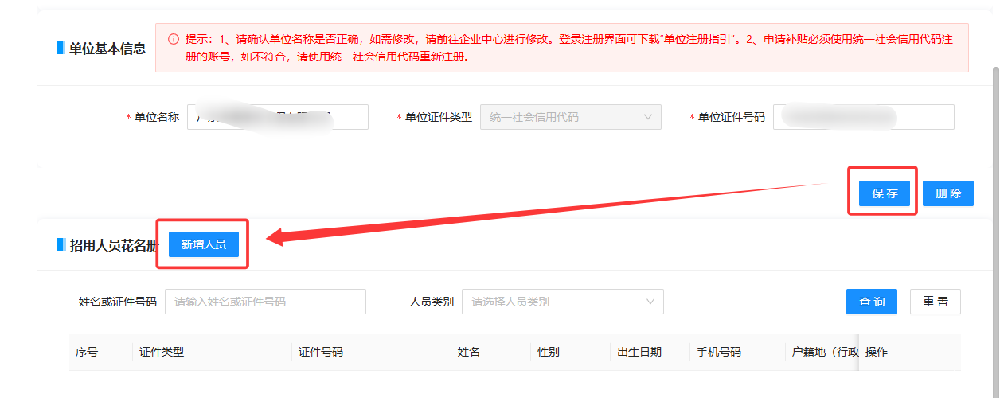 单位基本信息
提示：1、请确认单位名称是否正确，如需修改，请前往企业中心进行修改。登录注册界面可下载“单位注册指引”。2、申请补贴必须使用统一社会信用代码注
册的账号，如不符合，请使用统一社会信用代码重新注册。
* 单位名称
* 单位证件类型 统一社会信用代码
* 单位证件号码
保存 删除
招用人员花名册 新增人员
姓名或证件号码 请输入姓名或证件号码 人员类别 请选择人员类别 查询 重置
序号 证件类型 证件号码 姓名 性别 出生日期 手机号码 户籍地（行政 操作